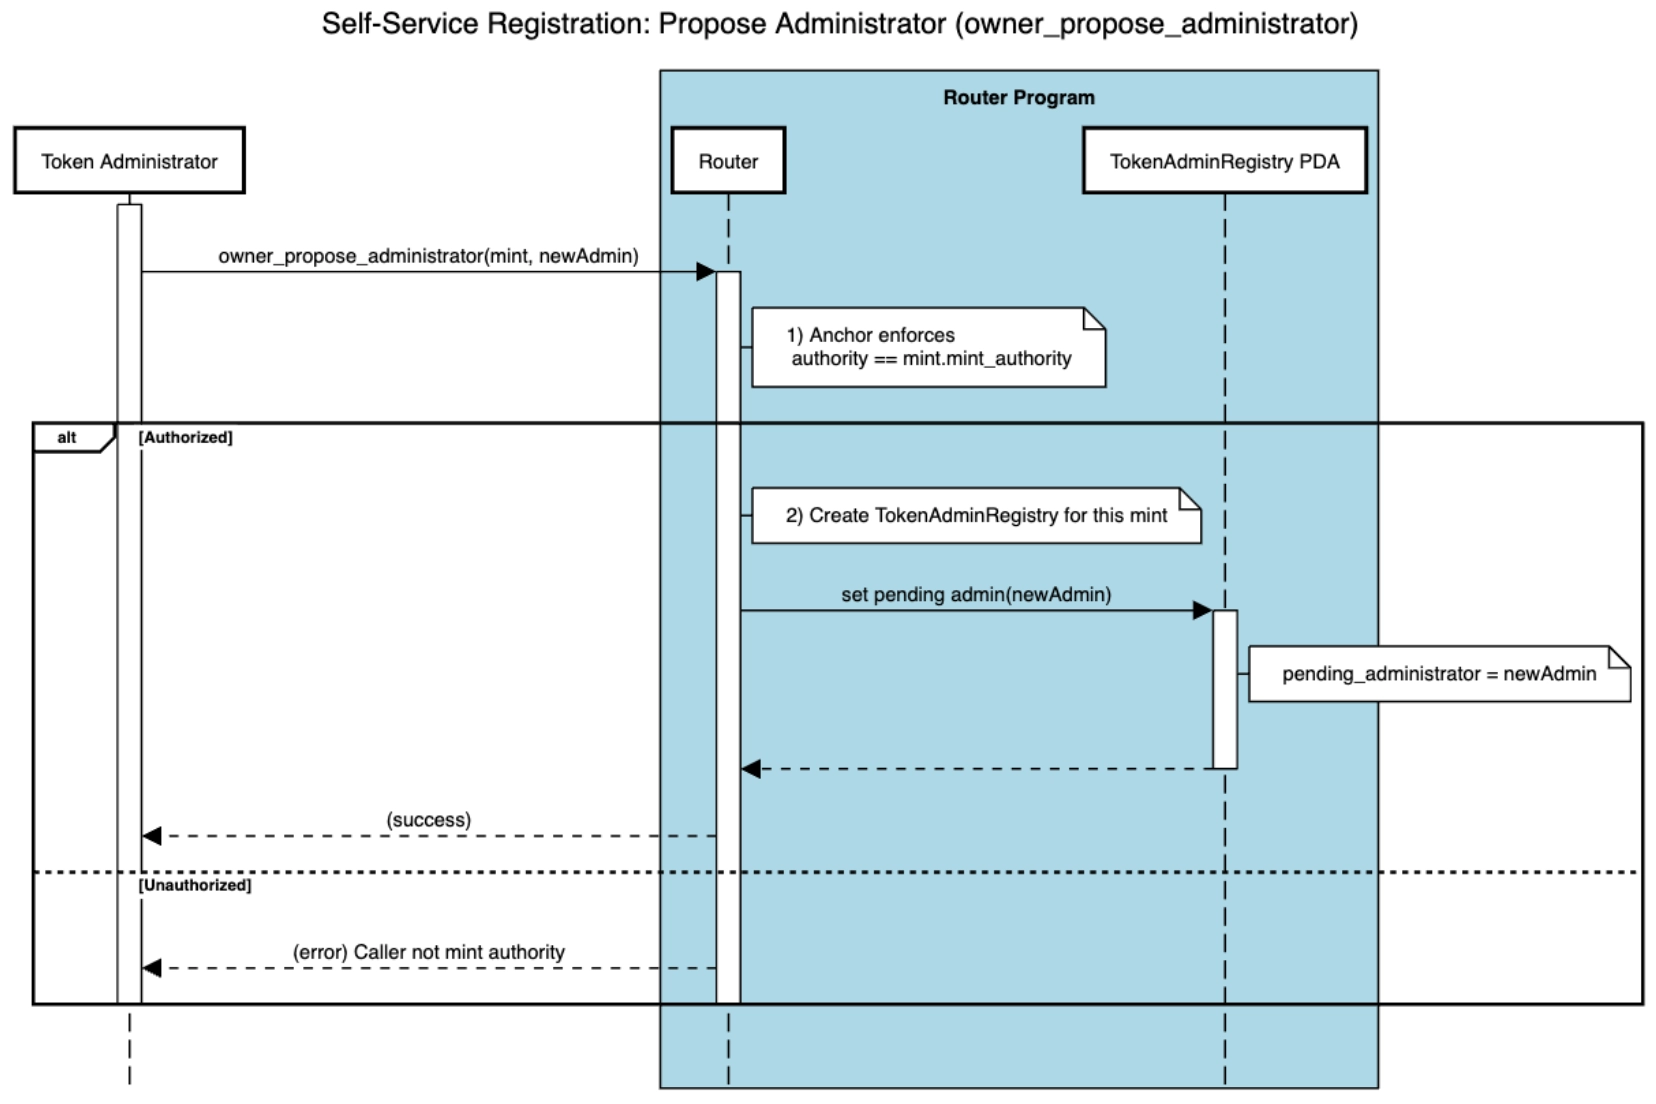 Self-Service Registration: Propose Administrator (owner_propose_administrator)
Router Program
Token Administrator
Router
TokenAdminRegistry PDA
owner_propose_administrator(mint, newAdmin)
1) Anchor enforces
authority == mint.mint_authority
alt
[Authorized]
2) Create TokenAdminRegistry for this mint
set pending admin(newAdmin)
pending_administrator = newAdmin
(success)
[Unauthorized]
(error) Caller not mint authority